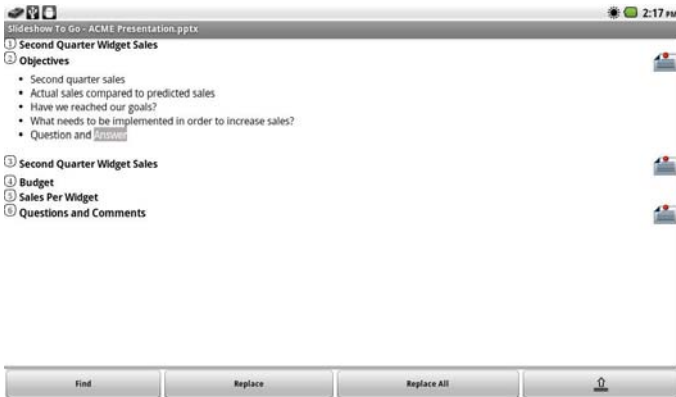 2:17 PM
Slideshow To Go - ACME Presentation.pptx
1 Second Quarter Widget Sales
2 Objectives
• Second quarter sales
• Actual sales compared to predicted sales
• Have we reached our goals?
• What needs to be implemented in order to increase sales?
• Question and Answer
3 Second Quarter Widget Sales
4 Budget
5 Sales Per Widget
6 Questions and Comments
Find Replace Replace All